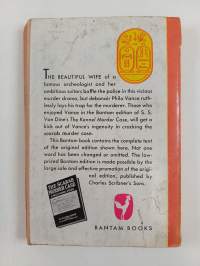 THE BEAUTIFUL WIFE of a
famous archeologist and her
ambitious suitors baffle the police in this vicious
murder drama, but debonair Philo Vance ruth-
lessly lays his trap for the murderer. Those who
enjoyed Vance in the Bantam edition of S. S.
Van Dine's The Kennel Murder Case, will get a
kick out of Vance's ingenuity in cracking the
scarab murder case.
This Bantam book contains the complete text
of the original edition shown here. Not one
word has been changed or omitted. The low-
priced Bantam edition is made possible by the
large sale and effective promotion of the orig-
inal edition, published by
Charles Scribner's Sons.
THE SCARAB
MURDER CASE
BANTAM BOOKS